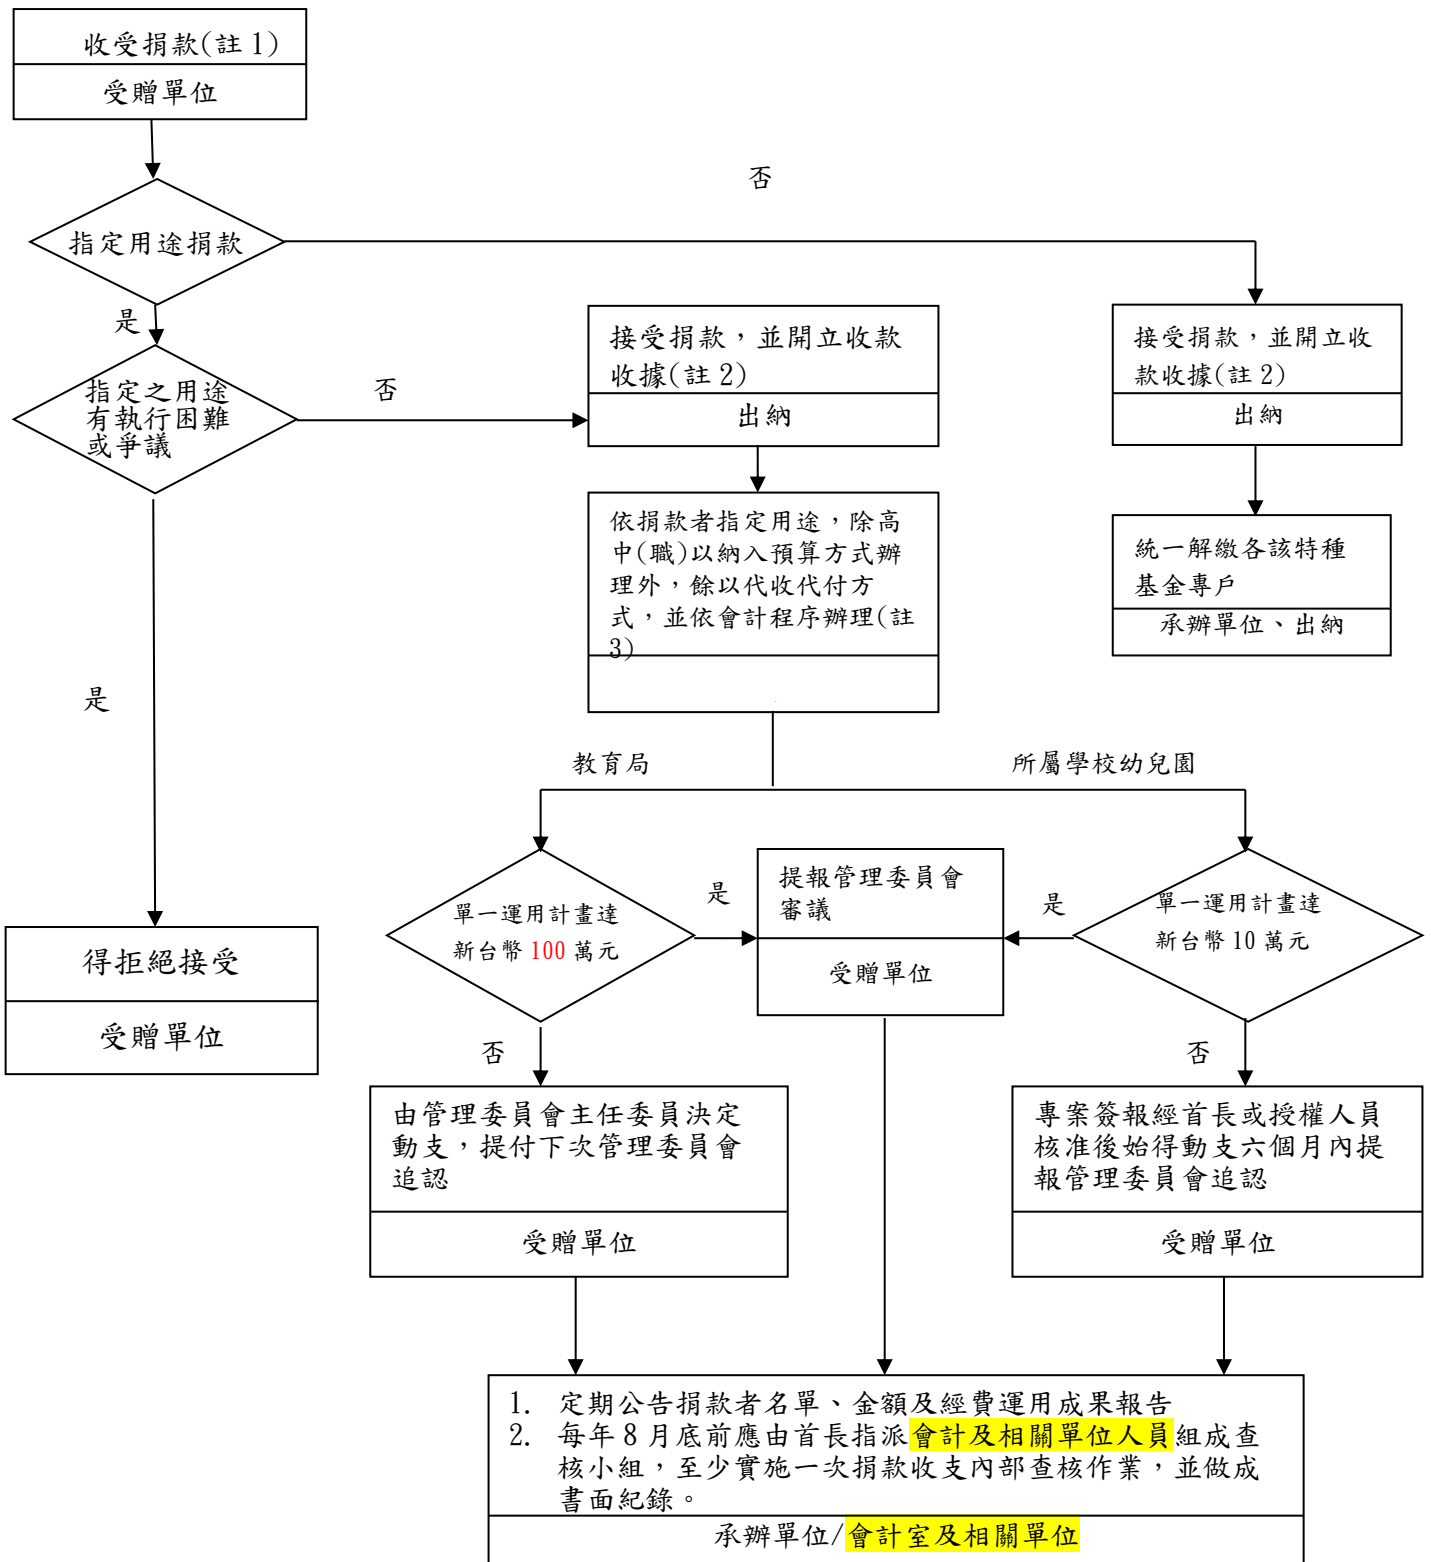 收受捐款(註1)
受贈單位
否
指定用途捐款
是
指定之用途
有執行困難
或爭議
否
接受捐款，並開立收款
收據(註2)
出納
接受捐款，並開立收
款收據(註2)
出納
依捐款者指定用途，除高
中(職)以納入預算方式辦
理外，餘以代收代付方
式，並依會計程序辦理(註
3)
統一解繳各該特種
基金專戶
承辦單位、出納
是
教育局
所屬學校幼兒園
單一運用計畫達
新台幣100萬元
是
提報管理委員會
審議
受贈單位
是
單一運用計畫達
新台幣10萬元
得拒絕接受
受贈單位
否
否
由管理委員會主任委員決定
動支，提付下次管理委員會
追認
受贈單位
專案簽報經首長或授權人員
核准後始得動支六個月內提
報管理委員會追認
受贈單位
1. 定期公告捐款者名單、金額及經費運用成果報告
2. 每年8月底前應由首長指派會計及相關單位人員組成查
核小組，至少實施一次捐款收支內部查核作業，並做成
書面紀錄。
承辦單位/會計室及相關單位